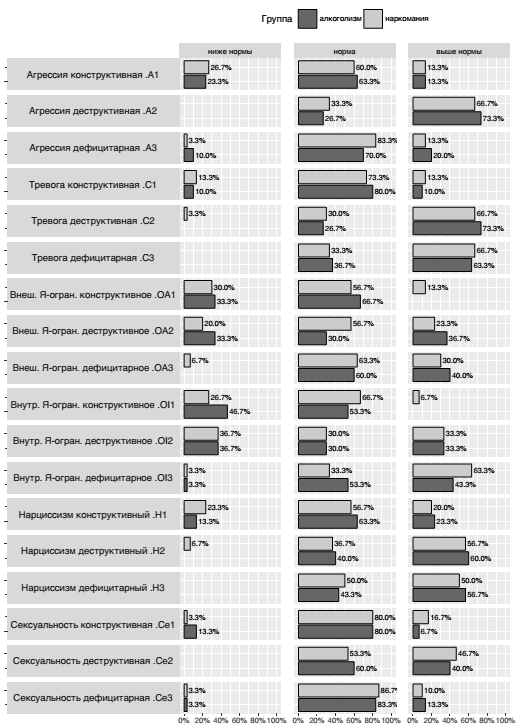 Группа алкоголизм наркомания
ниже нормы норма выше нормы
Агрессия конструктивная .A1 26.7% 60.0% 13.3%
23.3% 63.3% 13.3%
Агрессия деструктивная .A2 33.3% 66.7%
26.7% 73.3%
Агрессия дефицитарная .A3 3.3% 83.3% 13.3%
10.0% 70.0% 20.0%
Тревога конструктивная .C1 13.3% 73.3% 13.3%
10.0% 80.0% 10.0%
Тревога деструктивная .C2 3.3% 30.0% 66.7%
26.7% 73.3%
Тревога дефицитарная .C3 33.3% 66.7%
36.7% 63.3%
Внеш. Я-огран. конструктивное .OA1 30.0% 56.7% 13.3%
33.3% 66.7%
Внеш. Я-огран. деструктивное .OA2 20.0% 56.7% 23.3%
33.3% 30.0% 36.7%
Внеш. Я-огран. дефицитарное .OA3 6.7% 63.3% 30.0%
60.0% 40.0%
Внутр. Я-огран. конструктивное .OI1 26.7% 66.7% 6.7%
46.7% 53.3%
Внутр. Я-огран. деструктивное .OI2 36.7% 30.0% 33.3%
36.7% 30.0% 33.3%
Внутр. Я-огран. дефицитарное .OI3 3.3% 33.3% 63.3%
3.3% 53.3% 43.3%
Нарциссизм конструктивный .H1 23.3% 56.7% 20.0%
13.3% 63.3% 23.3%
Нарциссизм деструктивный .H2 6.7% 36.7% 56.7%
40.0% 60.0%
Нарциссизм дефицитарный .H3 50.0% 50.0%
43.3% 56.7%
Сексуальность конструктивная .Ce1 3.3% 80.0% 16.7%
13.3% 80.0% 6.7%
Сексуальность деструктивная .Ce2 53.3% 46.7%
60.0% 40.0%
Сексуальность дефицитарная .Ce3 3.3% 86.7% 10.0%
3.3% 83.3% 13.3%
0% 20% 40% 60% 80% 100% 0% 20% 40% 60% 80% 100% 0% 20% 40% 60% 80% 100%